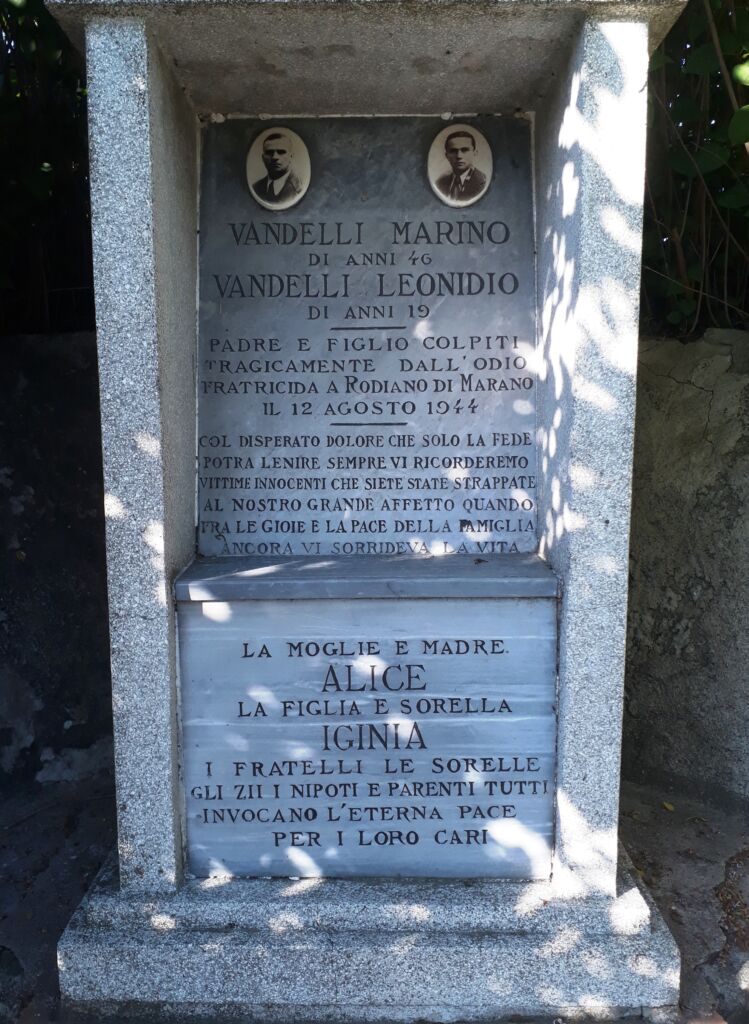 VANDELLI MARINO
DI ANNI 46
VANDELLI LEONIDIO
DI ANNI 19
PADRE E FIGLIO COLPITI
TRAGICAMENTE DALL'ODIO
FRATRICIDA A RODIANO DI MARANO
IL 12 AGOSTO 1944
COL DISPERATO DOLORE CHE SOLO LA FEDE
POTRA LENIRE SEMPRE VI RICORDEREMO
VITTIME INNOCENTI CHE SIETE STATE STRAPPATE
AL NOSTRO GRANDE AFFETTO QUANDO
FRA LE GIOIE E LA PACE DELLA FAMIGLIA
ANCORA VI SORRIDEVA LA VITA
LA MOGLIE E MADRE.
ALICE
LA FIGLIA E SORELLA
IGINIA
I FRATELLI LE SORELLE
GLI ZII I NIPOTI E PARENTI TUTTI
INVOCANO L'ETERNA PACE
PER I LORO CARI